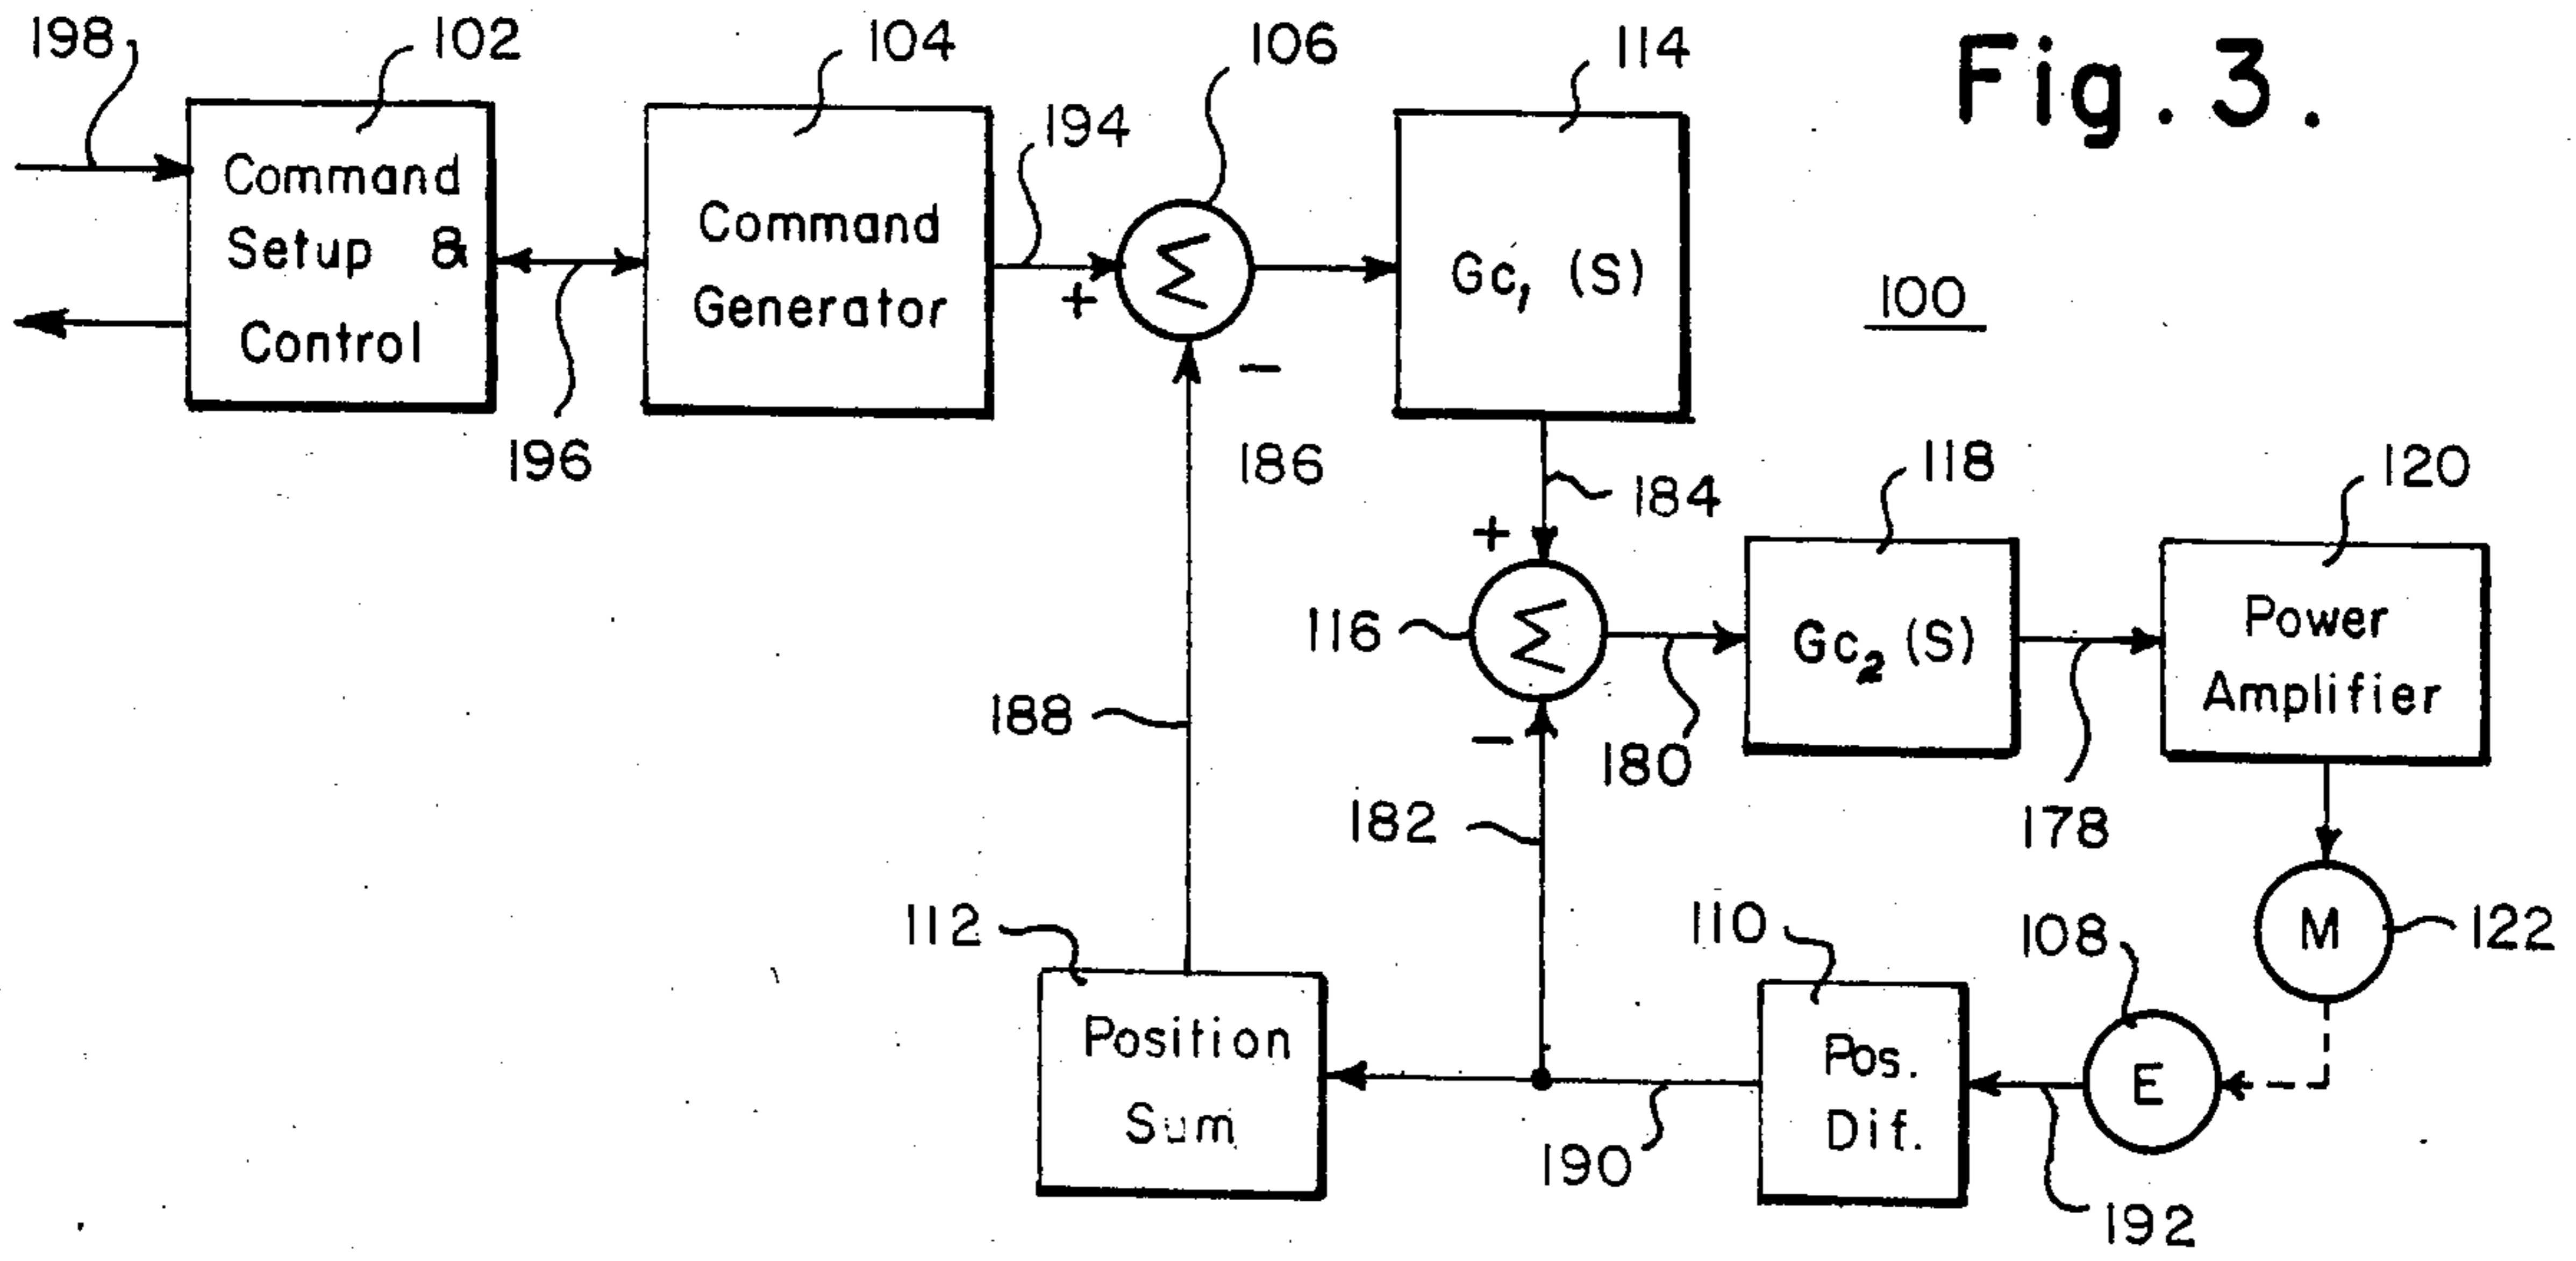 198
102
104
106
114
Fig. 3.
194
Command
Setup &
Control
Command
Generator
Σ
+
−
Gc₁ (S)
100
196
186
184
118
120
+
116
Σ
−
180
Gc₂ (S)
178
Power
Amplifier
188
182
112
110
108
M
122
Position
Sum
190
Pos.
Dif.
E
192